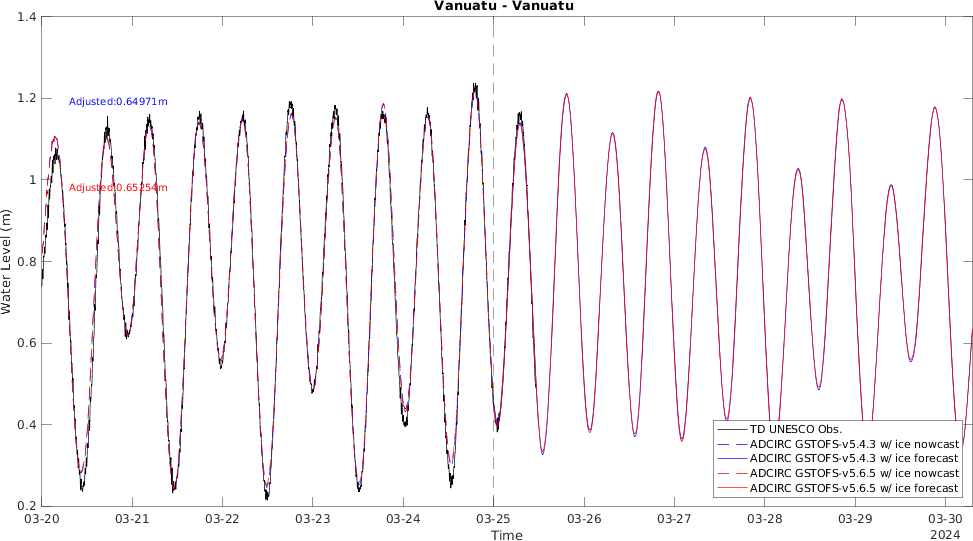 Vanuatu - Vanuatu
1.4
1.2
1
0.8
0.6
0.4
0.2
Water Level (m)
Adjusted:0.64971m
Adjusted:0.65254m
TD UNESCO Obs.
ADCIRC GSTOFS-v5.4.3 w/ ice nowcast
ADCIRC GSTOFS-v5.4.3 w/ ice forecast
ADCIRC GSTOFS-v5.6.5 w/ ice nowcast
ADCIRC GSTOFS-v5.6.5 w/ ice forecast
03-20 03-21 03-22 03-23 03-24 03-25 03-26 03-27 03-28 03-29 03-30
2024
Time